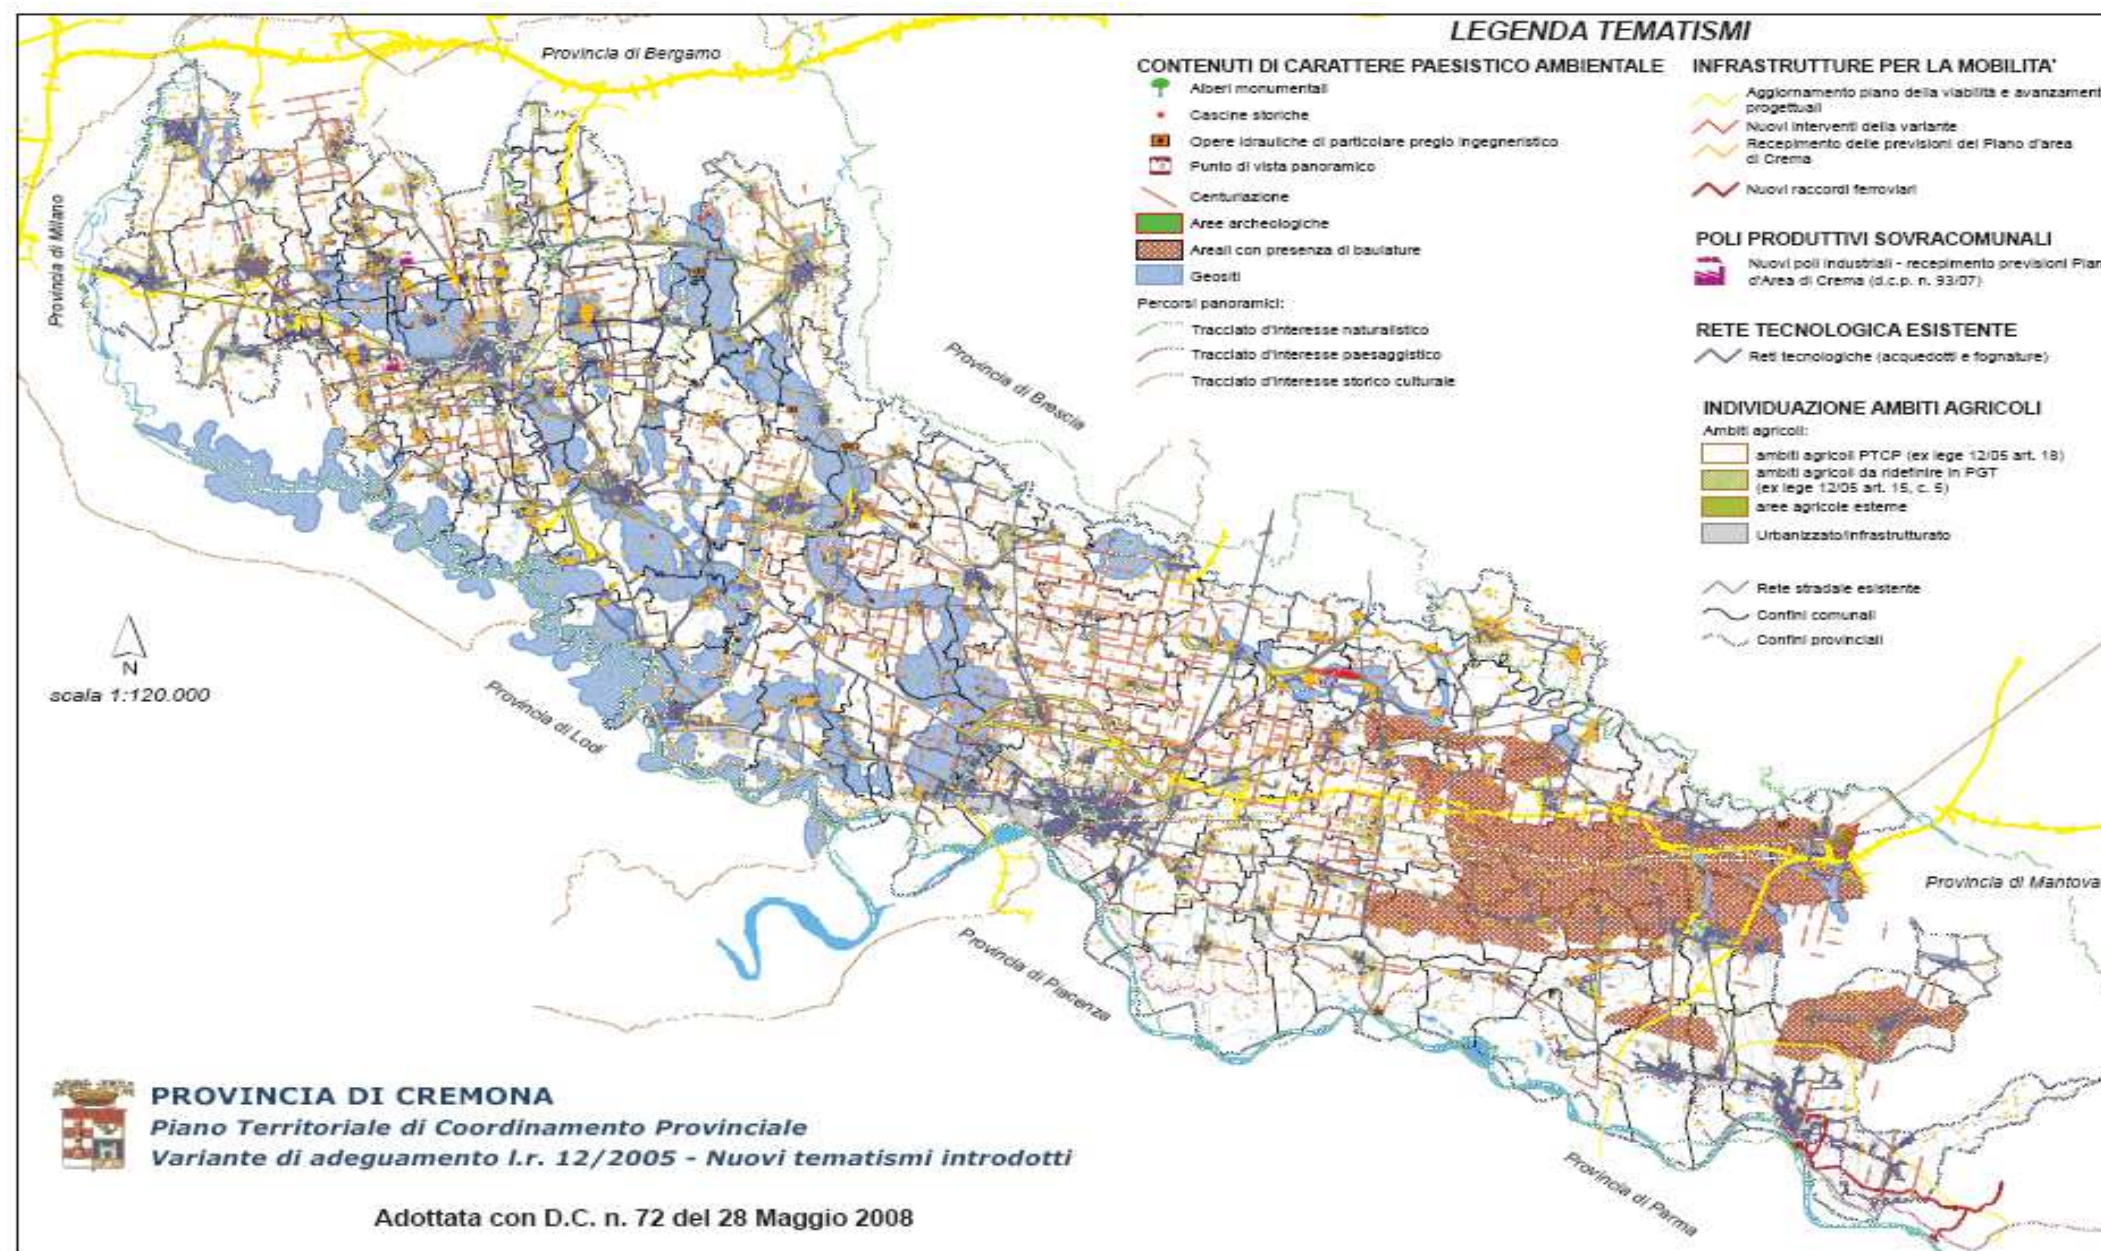 LEGENDA TEMATISMI
CONTENUTI DI CARATTERE PAESISTICO AMBIENTALE
Alberi monumentali
Cascine storiche
Opere idrauliche di particolare pregio ingegneristico
Punto di vista panoramico
Centuriazione
Aree archeologiche
Areali con presenza di baulature
Geositi
Percorsi panoramici:
Tracciato d'interesse naturalistico
Tracciato d'interesse paesaggistico
Tracciato d'interesse storico culturale
INFRASTRUTTURE PER LA MOBILITA'
Aggiornamento piano della viabilità e avanzament
progettuali
Nuovi interventi della variante
Recepimento delle previsioni del Piano d'area
di Crema
Nuovi raccordi ferroviari
POLI PRODUTTIVI SOVRACOMUNALI
Nuovi poli industriali - recepimento previsioni Pian
d'Area di Crema (d.c.p. n. 93/07)
RETE TECNOLOGICA ESISTENTE
Reti tecnologiche (acquedotti e fognature)
INDIVIDUAZIONE AMBITI AGRICOLI
Ambiti agricoli:
ambiti agricoli PTCP (ex lege 12/05 art. 18)
ambiti agricoli da ridefinire in PGT
(ex lege 12/05 art. 15, c. 5)
aree agricole esterne
Urbanizzato/infrastrutturato
Rete stradale esistente
Confini comunali
Confini provinciali
Provincia di Bergamo
Provincia di Milano
Provincia di Brescia
Provincia di Lodi
Provincia di Piacenza
Provincia di Mantova
Provincia di Parma
N
scala 1:120.000
PROVINCIA DI CREMONA
Piano Territoriale di Coordinamento Provinciale
Variante di adeguamento l.r. 12/2005 - Nuovi tematismi introdotti
Adottata con D.C. n. 72 del 28 Maggio 2008